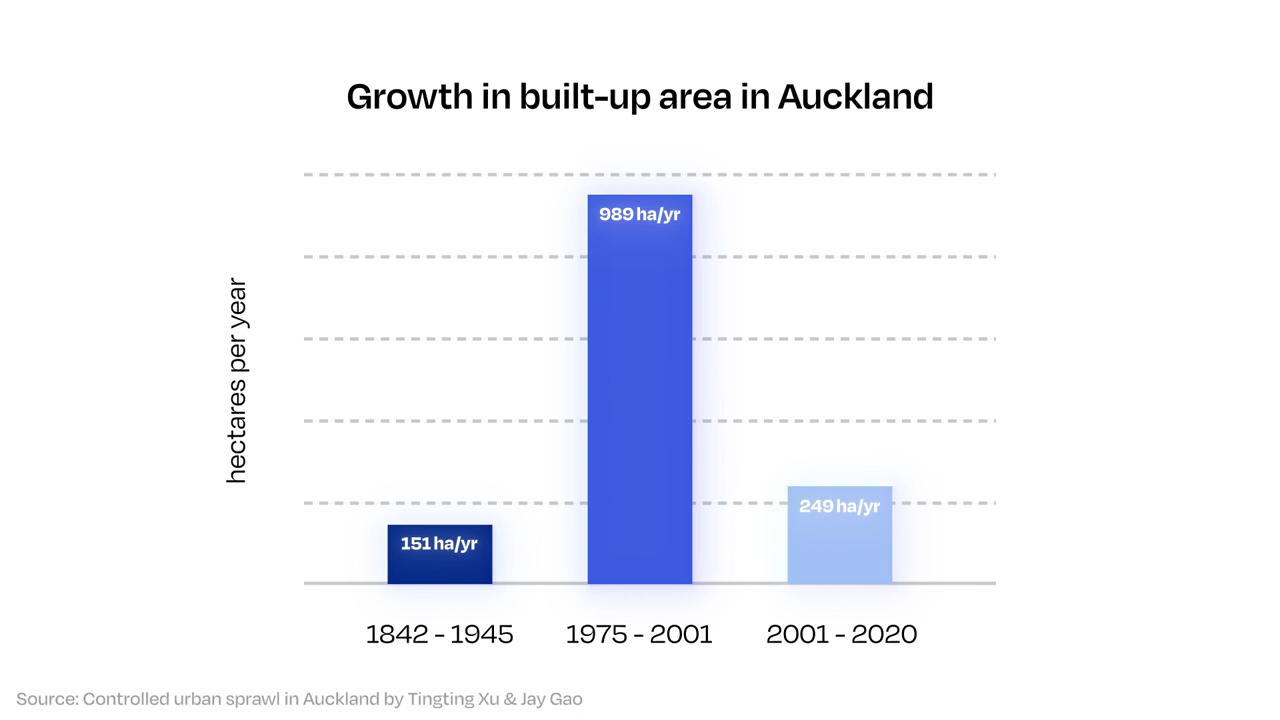 Growth in built-up area in Auckland
hectares per year
989 ha/yr
249 ha/yr
151 ha/yr
1842 - 1945
1975 - 2001
2001 - 2020
Source: Controlled urban sprawl in Auckland by Tingting Xu & Jay Gao